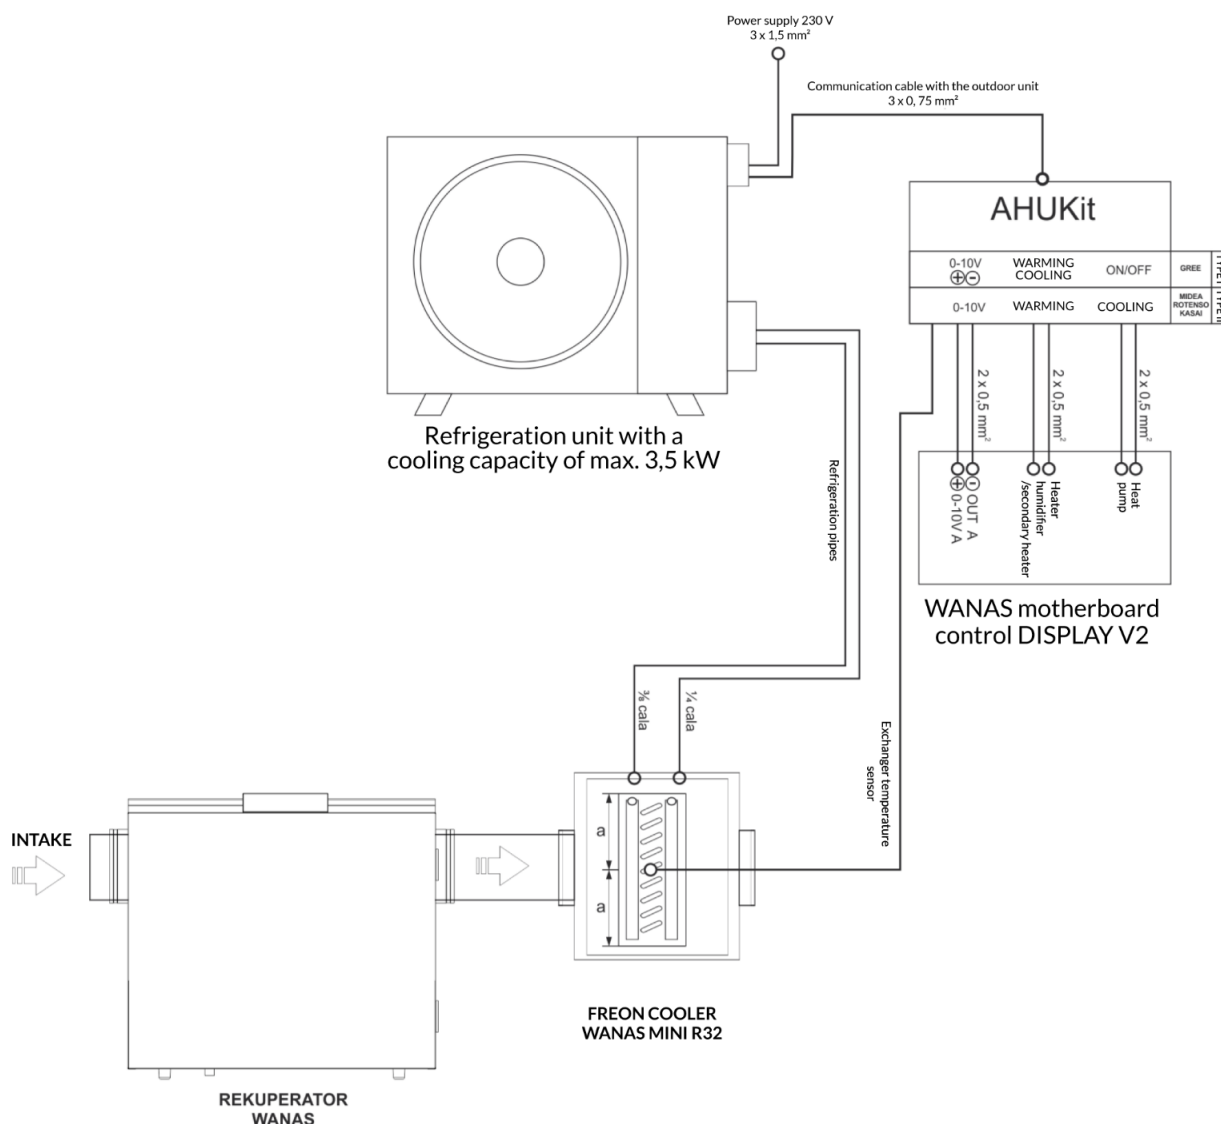 Power supply 230 V
3 x 1,5 mm²
Communication cable with the outdoor unit
3 x 0, 75 mm²
AHUKit
0-10V
WARMING
COOLING
ON/OFF
GREE
TYPE I
0-10V
WARMING
COOLING
MIDEA
ROTENSO
KASAI
TYPE II
2 x 0,5 mm²
2 x 0,5 mm²
2 x 0,5 mm²
Refrigeration unit with a
cooling capacity of max. 3,5 kW
Refrigeration pipes
OUT A
0-10V A
Heater
humidifier
/secondary heater
Heat
pump
WANAS motherboard
control DISPLAY V2
⅜ cala
¼ cala
Exchanger temperature
sensor
INTAKE
a
a
FREON COOLER
WANAS MINI R32
REKUPERATOR
WANAS